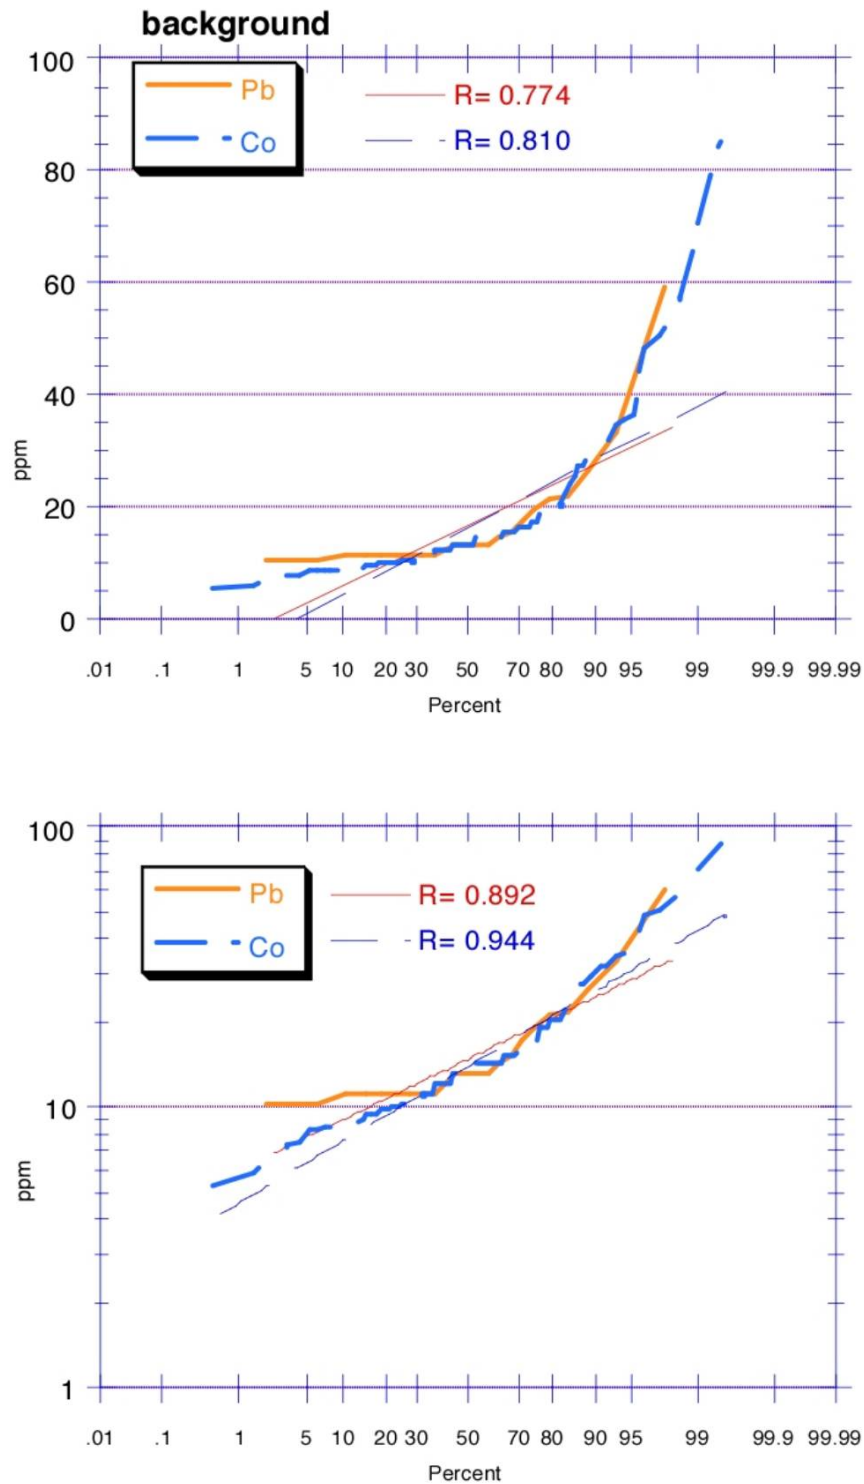 background
100
Pb
R= 0.774
Co
R= 0.810
80
60
40
ppm
20
0
.01 .1 1 5 10 20 30 50 70 80 90 95 99 99.9 99.99
Percent
100
Pb
R= 0.892
Co
R= 0.944
10
ppm
1
.01 .1 1 5 10 20 30 50 70 80 90 95 99 99.9 99.99
Percent